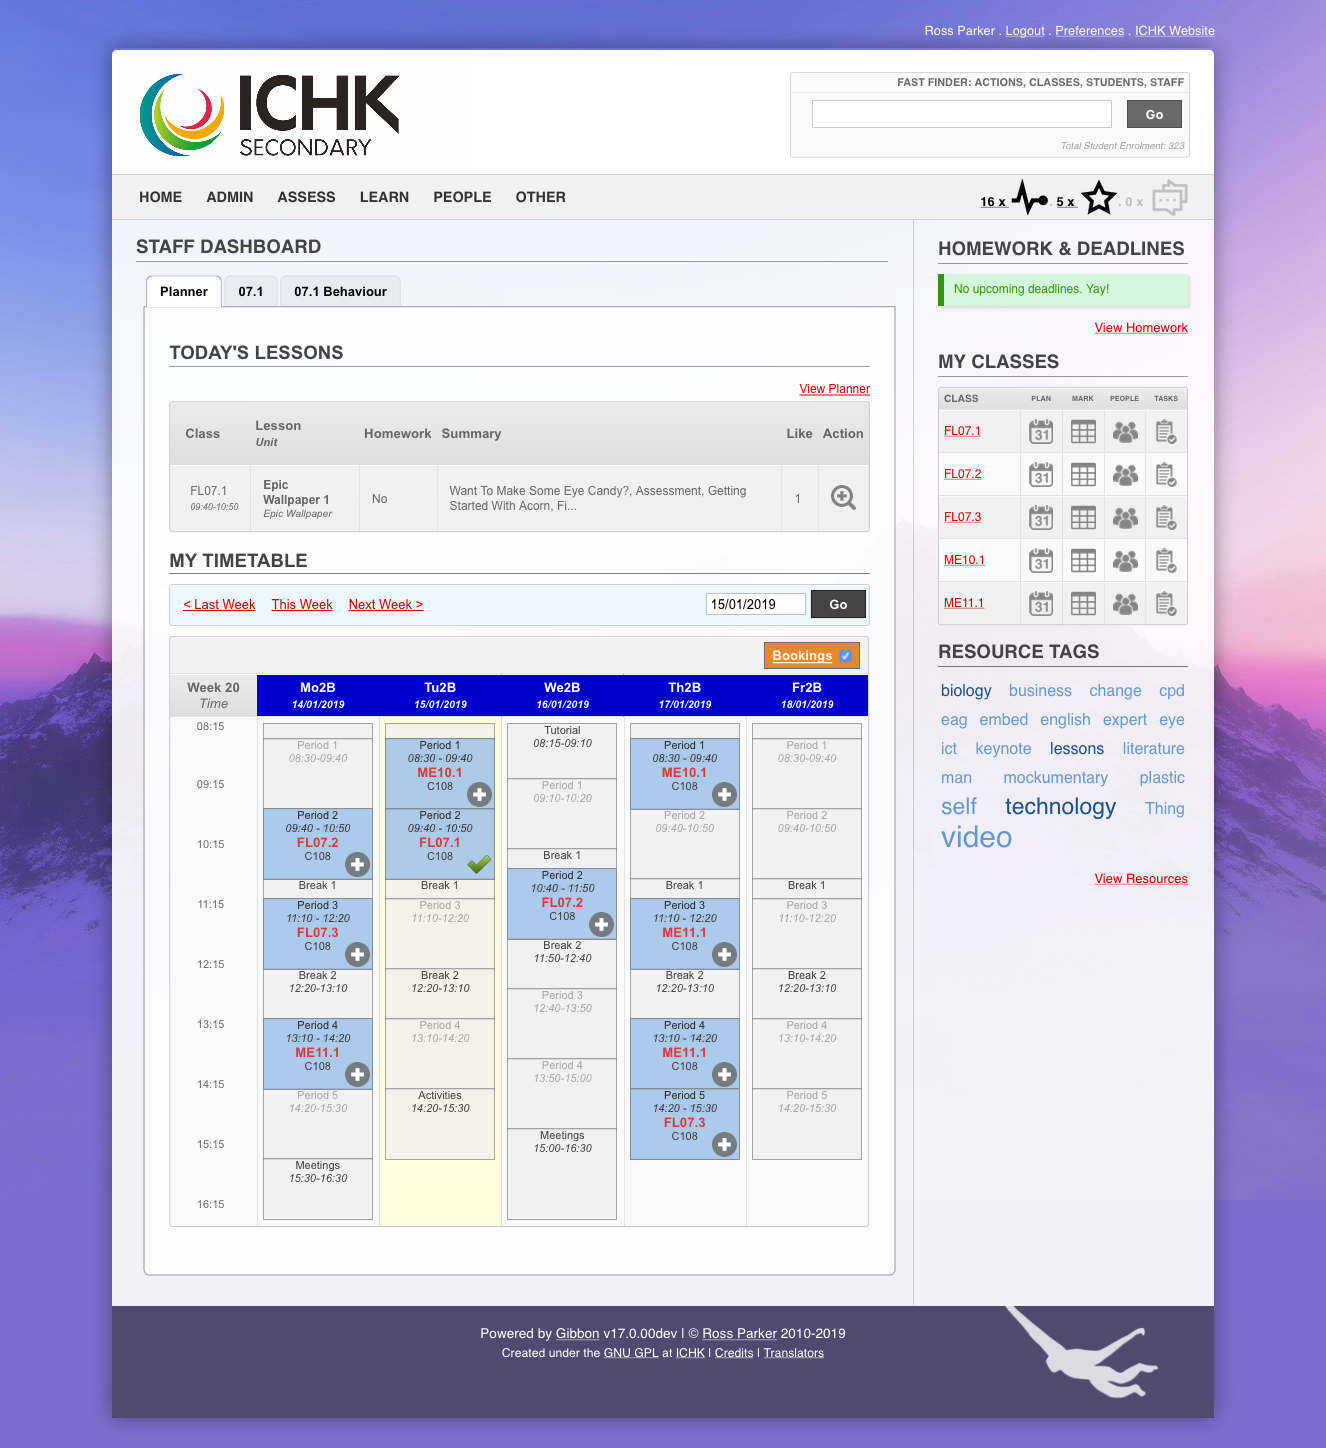 Ross Parker . Logout . Preferences . ICHK Website
ICHK
SECONDARY
FAST FINDER: ACTIONS, CLASSES, STUDENTS, STAFF
Go
Total Student Enrolment: 323
HOME ADMIN ASSESS LEARN PEOPLE OTHER
16 x . 5 x . 0 x
STAFF DASHBOARD
Planner 07.1 07.1 Behaviour
TODAY'S LESSONS
View Planner
Class Lesson Unit Homework Summary Like Action
FL07.1
09:40-10:50
Epic
Wallpaper 1
Epic Wallpaper
No
Want To Make Some Eye Candy?, Assessment, Getting
Started With Acorn, Fi...
1
MY TIMETABLE
< Last Week This Week Next Week >
15/01/2019 Go
Bookings
Week 20
Time
Mo2B
14/01/2019
Tu2B
15/01/2019
We2B
16/01/2019
Th2B
17/01/2019
Fr2B
18/01/2019
08:15
09:15
10:15
11:15
12:15
13:15
14:15
15:15
16:15
Period 1
08:30-09:40
Period 2
09:40 - 10:50
FL07.2
C108
Break 1
Period 3
11:10 - 12:20
FL07.3
C108
Break 2
12:20-13:10
Period 4
13:10 - 14:20
ME11.1
C108
Period 5
14:20-15:30
Meetings
15:30-16:30
Period 1
08:30 - 09:40
ME10.1
C108
Period 2
09:40 - 10:50
FL07.1
C108
Break 1
Period 3
11:10-12:20
Break 2
12:20-13:10
Period 4
13:10-14:20
Activities
14:20-15:30
Tutorial
08:15-09:10
Period 1
09:10-10:20
Break 1
Period 2
10:40 - 11:50
FL07.2
C108
Break 2
11:50-12:40
Period 3
12:40-13:50
Period 4
13:50-15:00
Meetings
15:00-16:30
Period 1
08:30 - 09:40
ME10.1
C108
Period 2
09:40-10:50
Break 1
Period 3
11:10 - 12:20
ME11.1
C108
Break 2
12:20-13:10
Period 4
13:10 - 14:20
ME11.1
C108
Period 5
14:20 - 15:30
FL07.3
C108
Period 1
08:30-09:40
Period 2
09:40-10:50
Break 1
Period 3
11:10-12:20
Break 2
12:20-13:10
Period 4
13:10-14:20
Period 5
14:20-15:30
HOMEWORK & DEADLINES
No upcoming deadlines. Yay!
View Homework
MY CLASSES
CLASS PLAN MARK PEOPLE TASKS
FL07.1 31
FL07.2 31
FL07.3 31
ME10.1 31
ME11.1 31
RESOURCE TAGS
biology business change cpd
eag embed english expert eye
ict keynote lessons literature
man mockumentary plastic
self technology Thing
video
View Resources
Powered by Gibbon v17.0.00dev | © Ross Parker 2010-2019
Created under the GNU GPL at ICHK | Credits | Translators